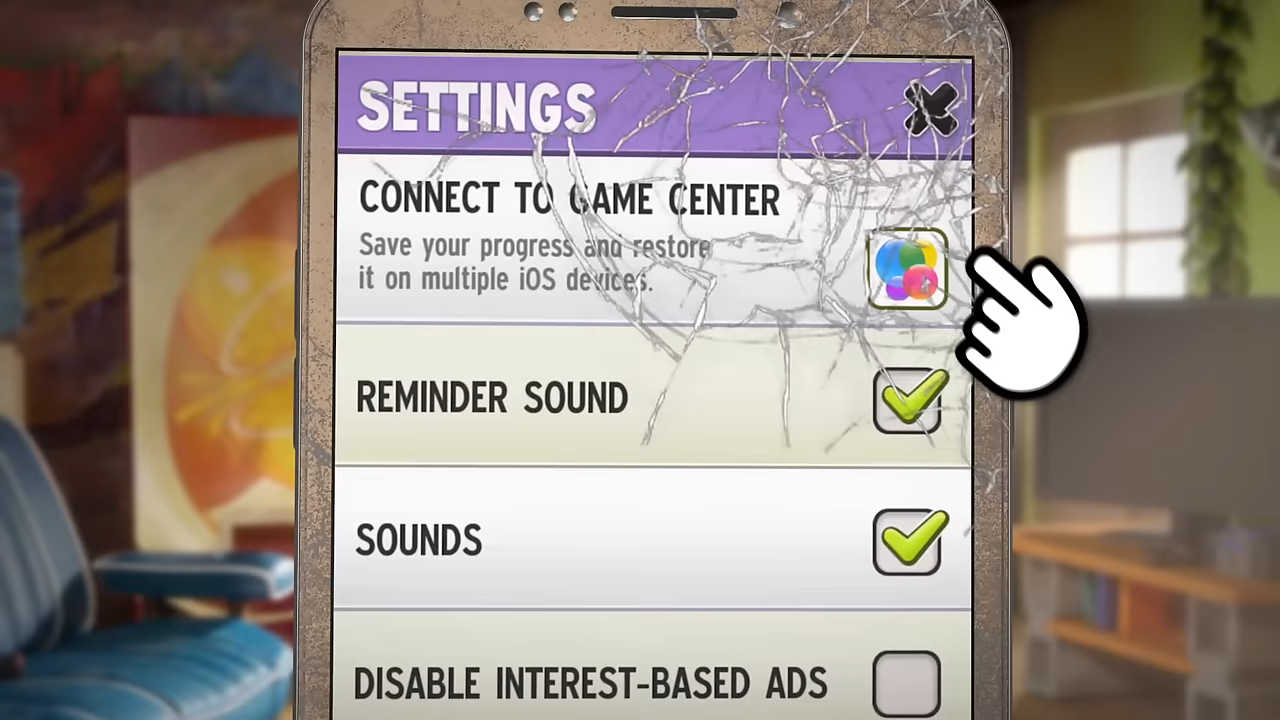 SETTINGS
CONNECT TO GAME CENTER
Save your progress and restore
it on multiple iOS devices.
REMINDER SOUND
SOUNDS
DISABLE INTEREST-BASED ADS